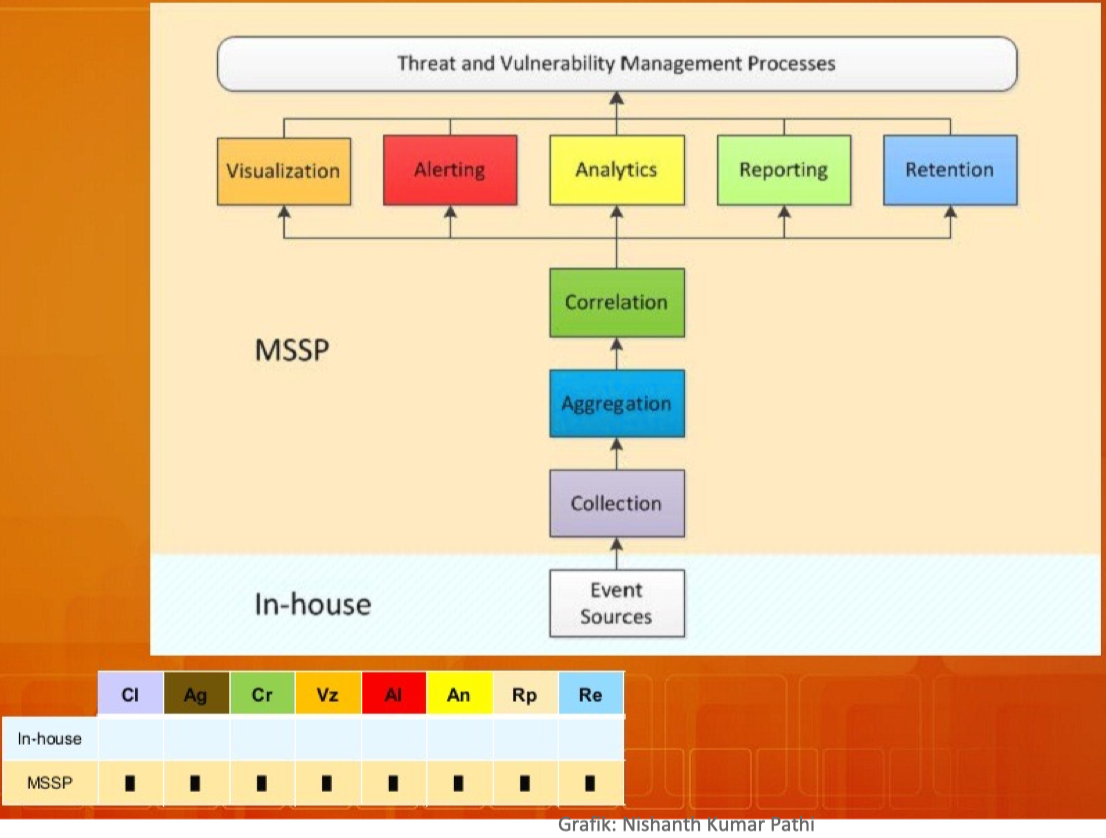 Threat and Vulnerability Management Processes
Visualization
Alerting
Analytics
Reporting
Retention
Correlation
MSSP
Aggregation
Collection
In-house
Event
Sources
Cl Ag Cr Vz Al An Rp Re
In-house
MSSP
Grafik: Nishanth Kumar Pathi